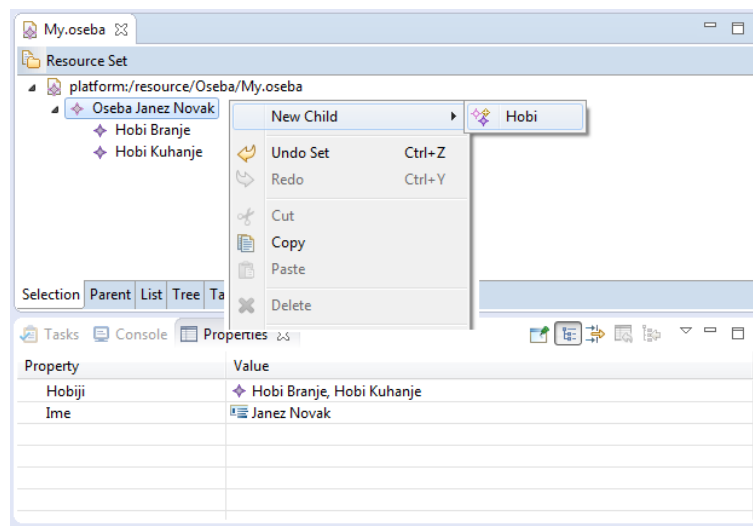 My.oseba
Resource Set
platform:/resource/Oseba/My.oseba
Oseba Janez Novak
Hobi Branje
Hobi Kuhanje
New Child
Hobi
Undo Set Ctrl+Z
Redo Ctrl+Y
Cut
Copy
Paste
Delete
Selection Parent List Tree Ta
Tasks Console Properties
Property Value
Hobiji Hobi Branje, Hobi Kuhanje
Ime Janez Novak